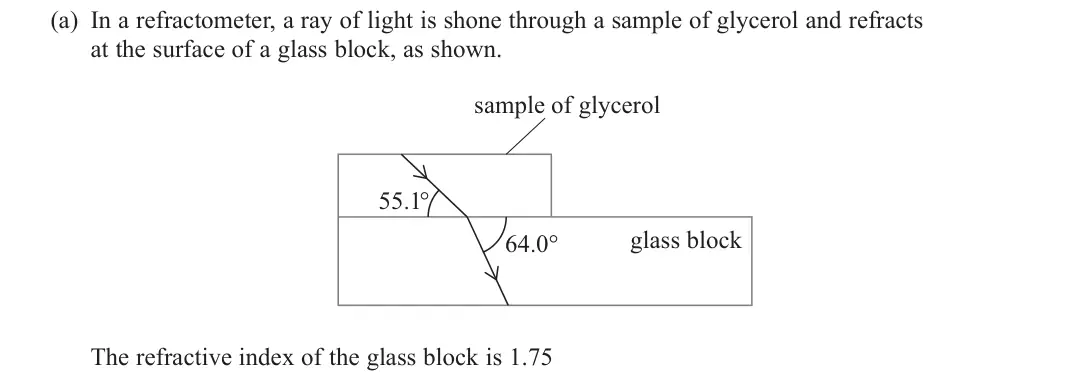 (a) In a refractometer, a ray of light is shone through a sample of glycerol and refracts
at the surface of a glass block, as shown.
sample of glycerol
55.1°
64.0°
glass block
The refractive index of the glass block is 1.75